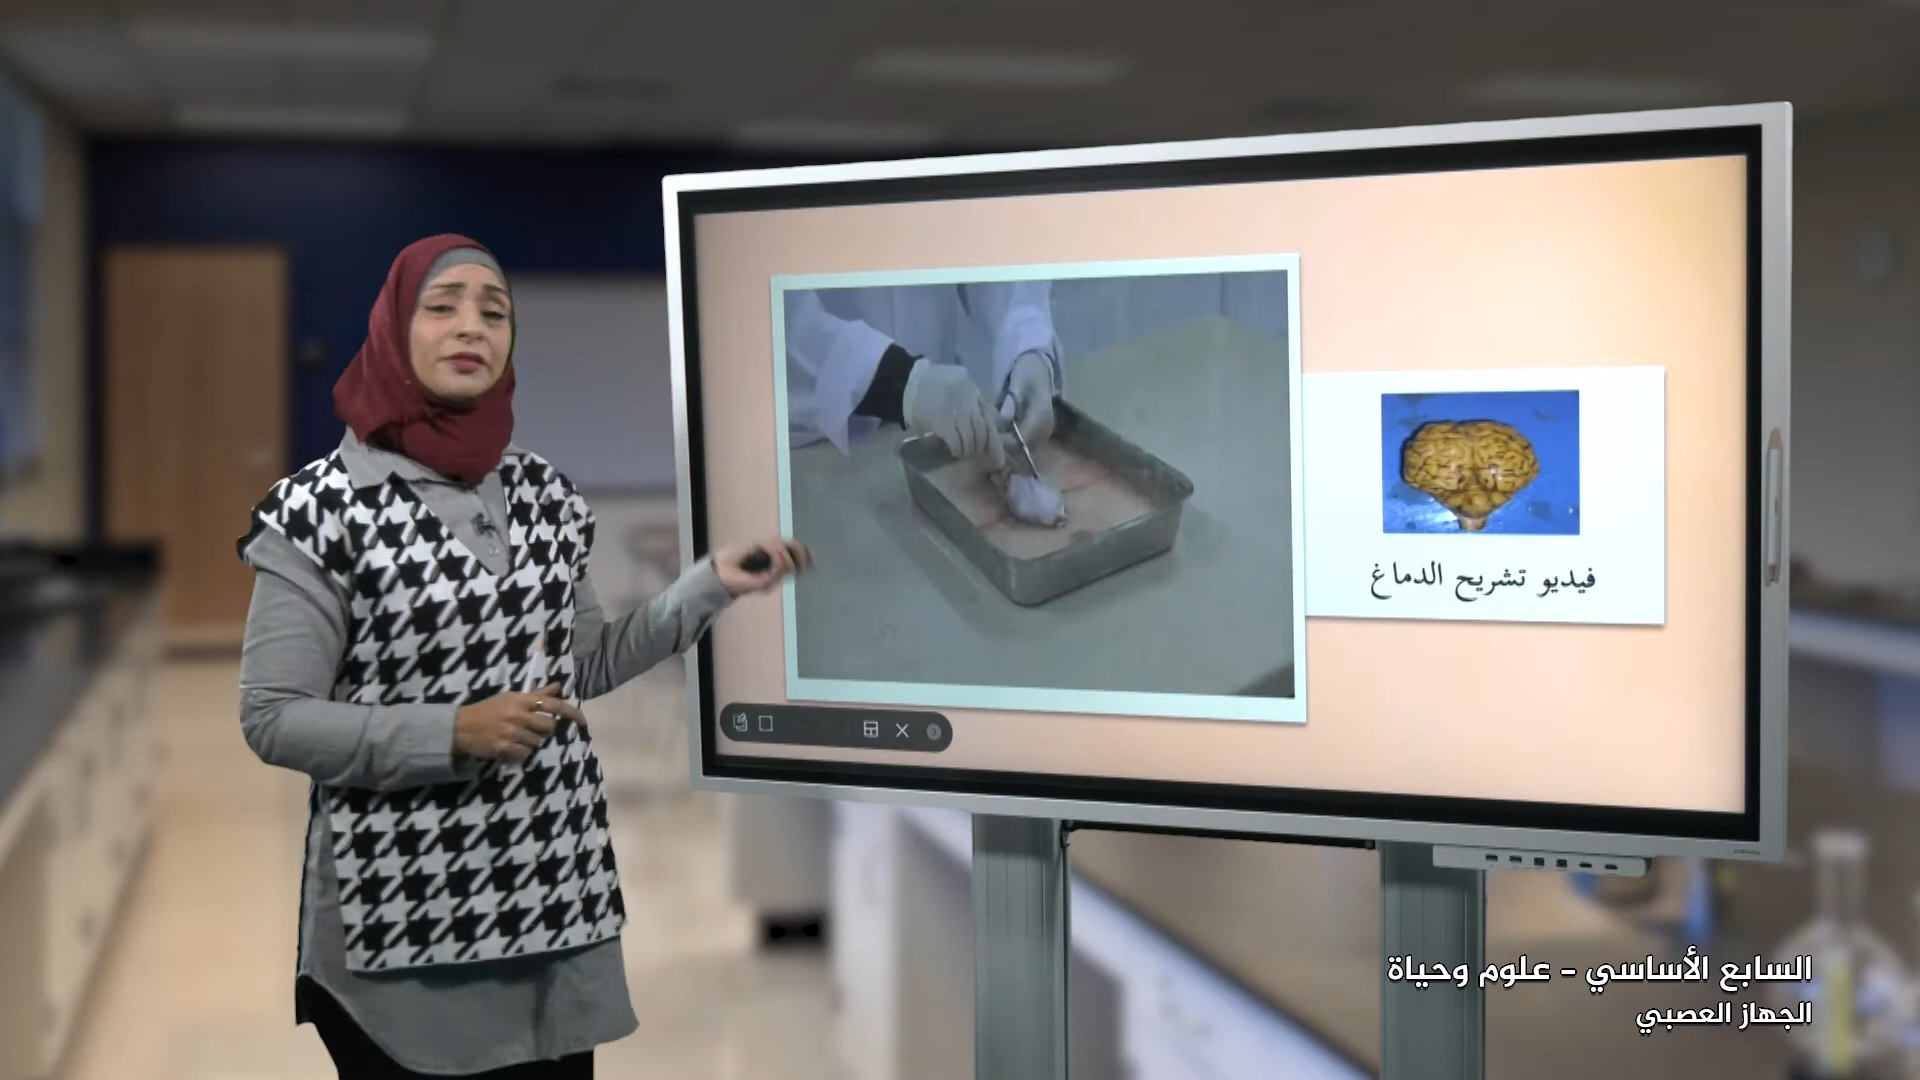 فيديو تشريح الدماغ
السابع الأساسي - علوم وحياة
الجهاز العصبي